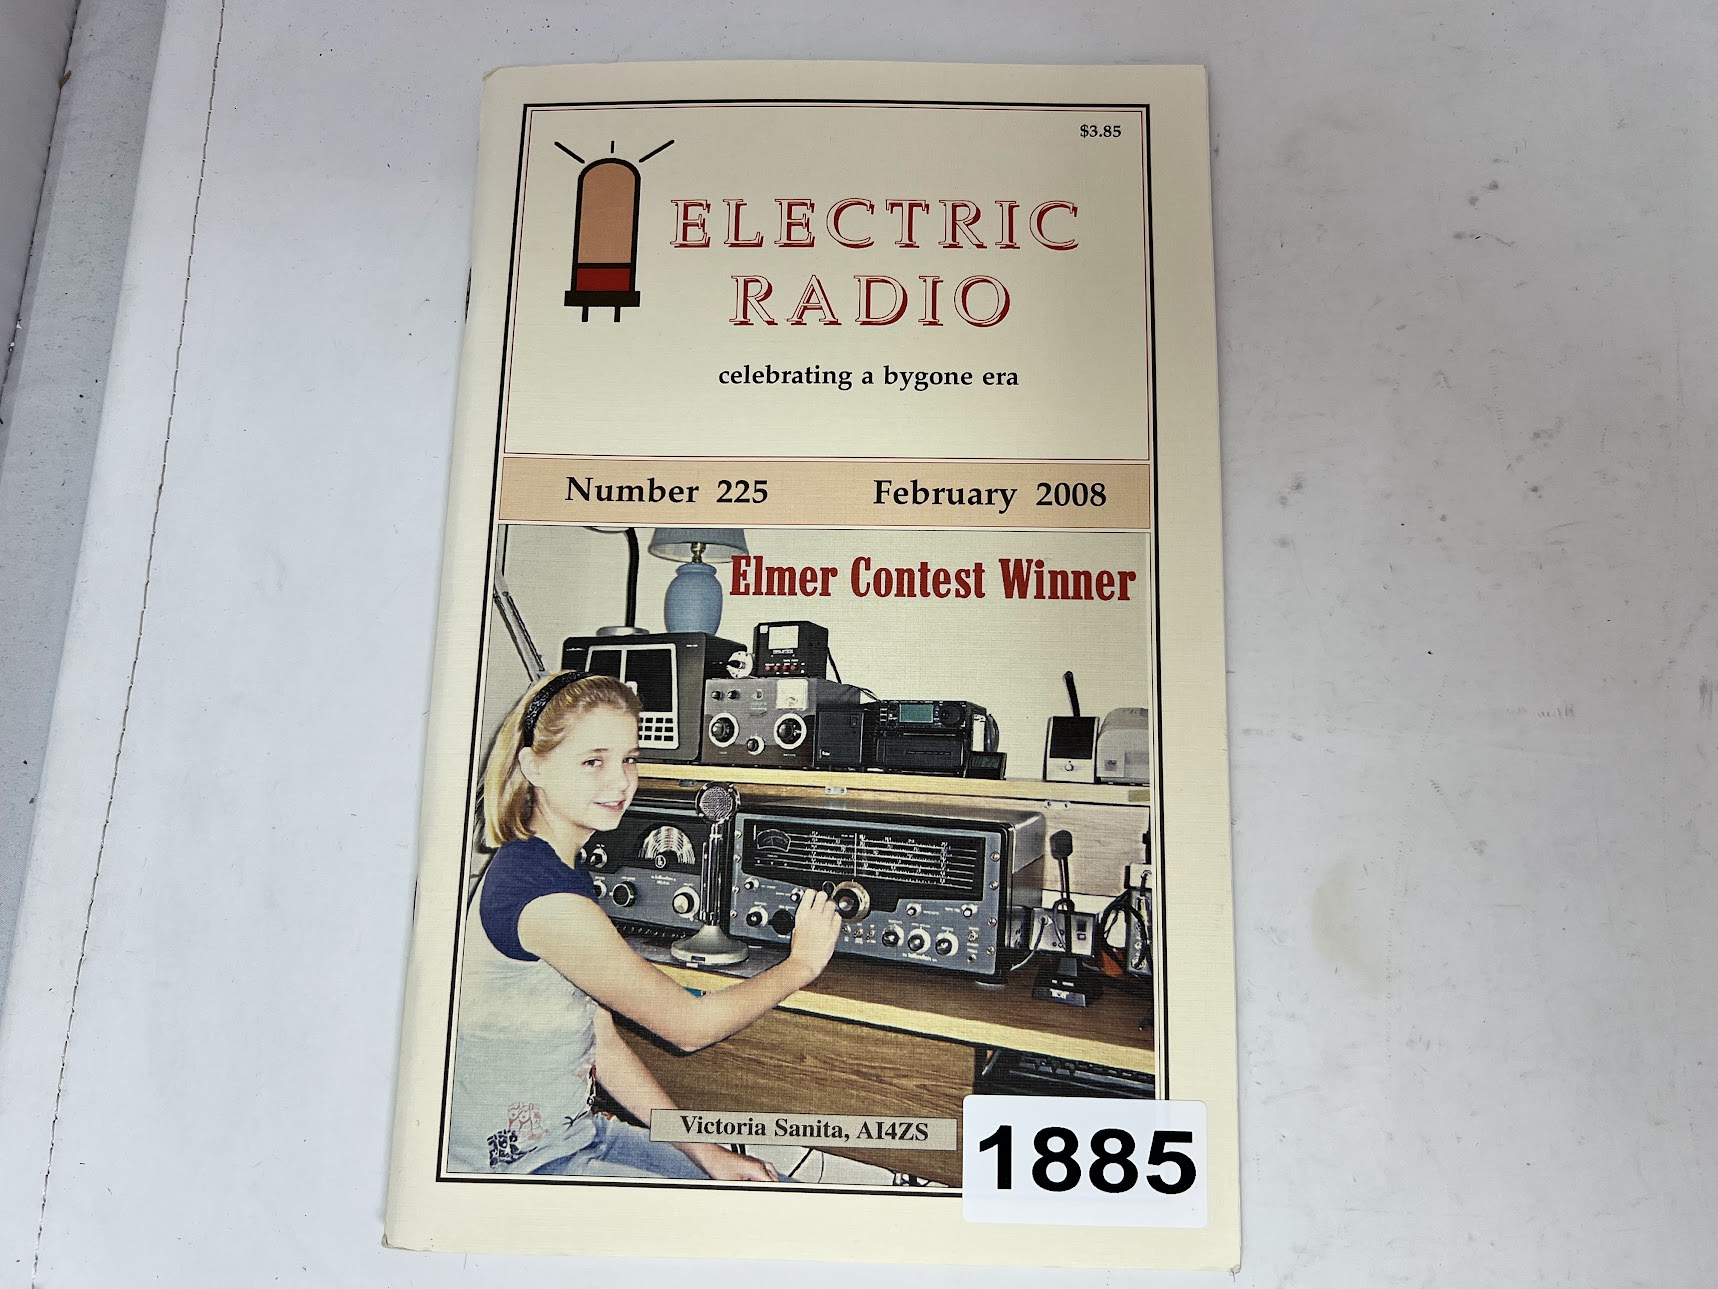 $3.85
ELECTRIC
RADIO
celebrating a bygone era
Number 225 February 2008
Elmer Contest Winner
Victoria Sanita, AI4ZS
1885